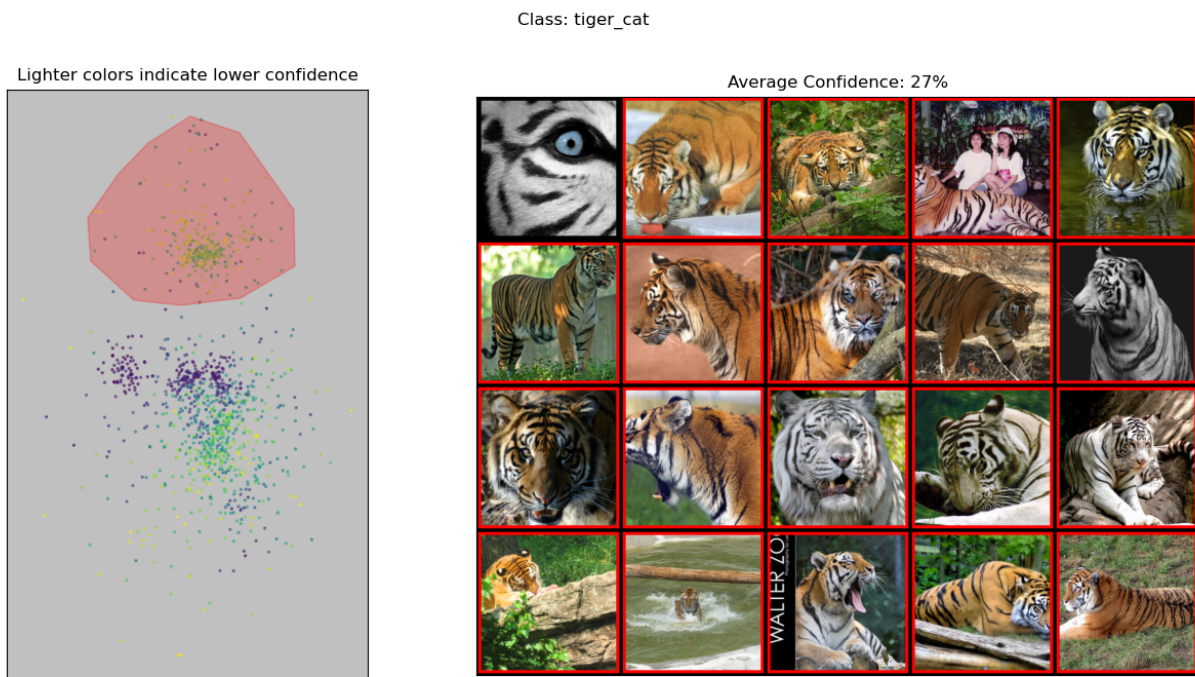 Class: tiger_cat
Lighter colors indicate lower confidence
Average Confidence: 27%
WALTER ZO